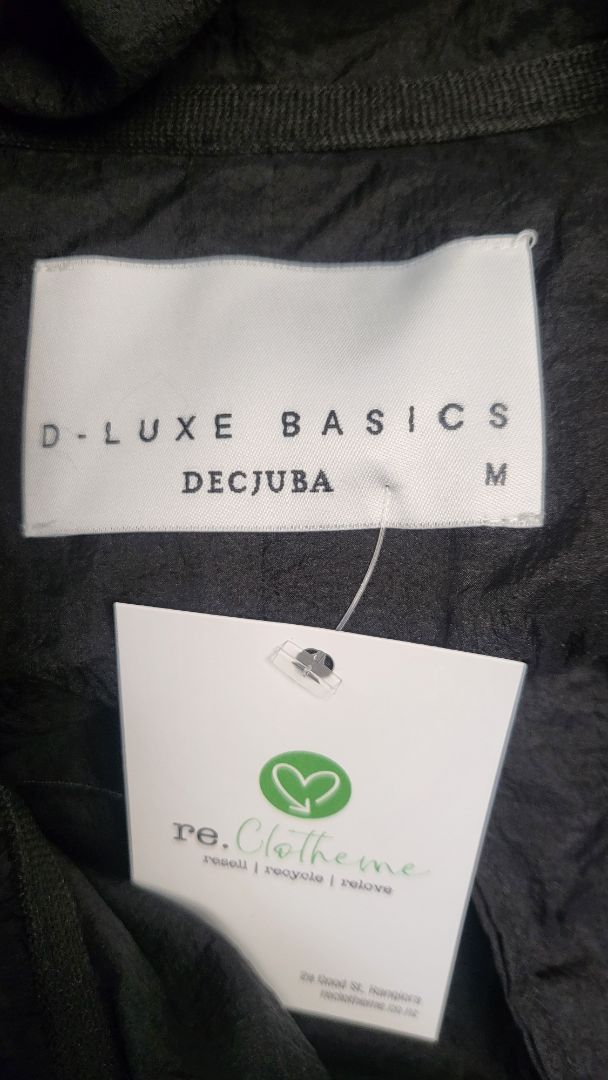 D-LUXE BASICS
DECJUBA M
re.Clotheme
resell | recycle | relove
2a Good St, Rangiora
reclotheme.co.nz